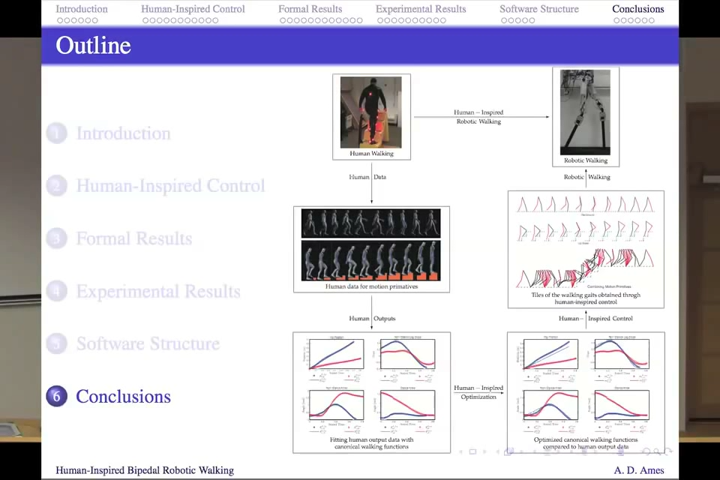 Introduction Human-Inspired Control Formal Results Experimental Results Software Structure Conclusions
Outline
1 Introduction
2 Human-Inspired Control
3 Formal Results
4 Experimental Results
5 Software Structure
6 Conclusions
Human Walking
Human – Inspired
Robotic Walking
Robotic Walking
Human Data
Robotic Walking
Human data for motion primatives
Tiles of the walking gaits obtained throgh
human-inspired control
Human Outputs
Human – Inspired Control
Fitting human output data with
canonical walking functions
Human – Inspired
Optimization
Optimized canonical walking functions
compared to human output data
Human-Inspired Bipedal Robotic Walking A. D. Ames